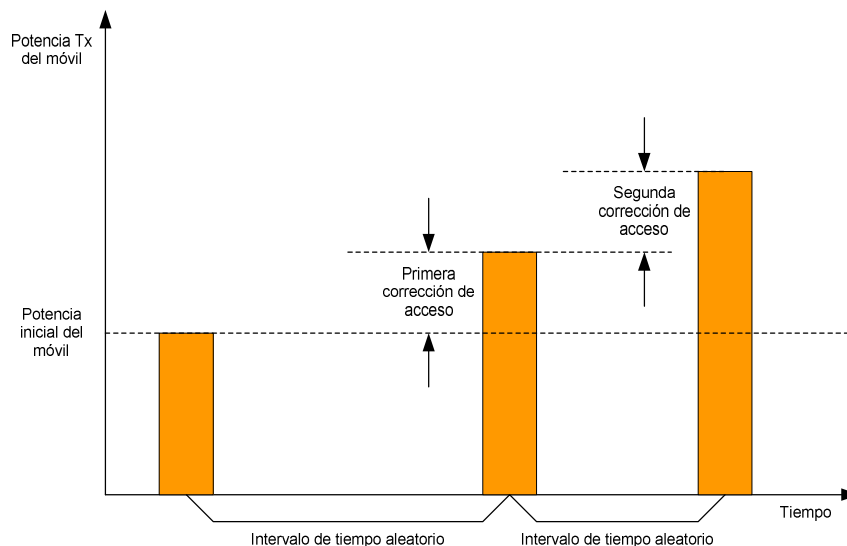 Potencia Tx
del móvil
Segunda
corrección de
acceso
Primera
corrección de
acceso
Potencia
inicial del
móvil
Tiempo
Intervalo de tiempo aleatorio
Intervalo de tiempo aleatorio